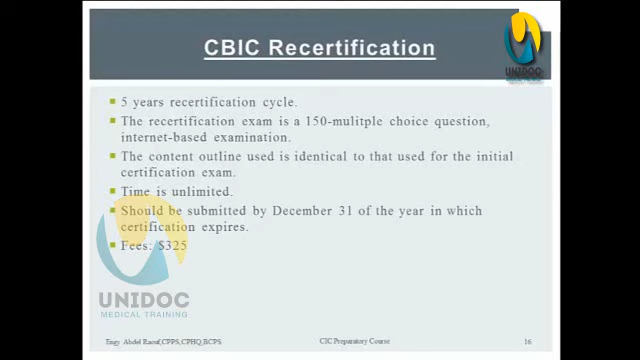 CBIC Recertification
UNIDOC
5 years recertification cycle.
The recertification exam is a 150-mulitple choice question,
internet-based examination.
The content outline used is identical to that used for the initial
certification exam.
Time is unlimited.
Should be submitted by December 31 of the year in which
certification expires.
Fees: $325
UNIDOC
MEDICAL TRAINING
Engy Abdel Raouf,CPPS,CPHQ,BCPS
CIC Preparatory Course
16